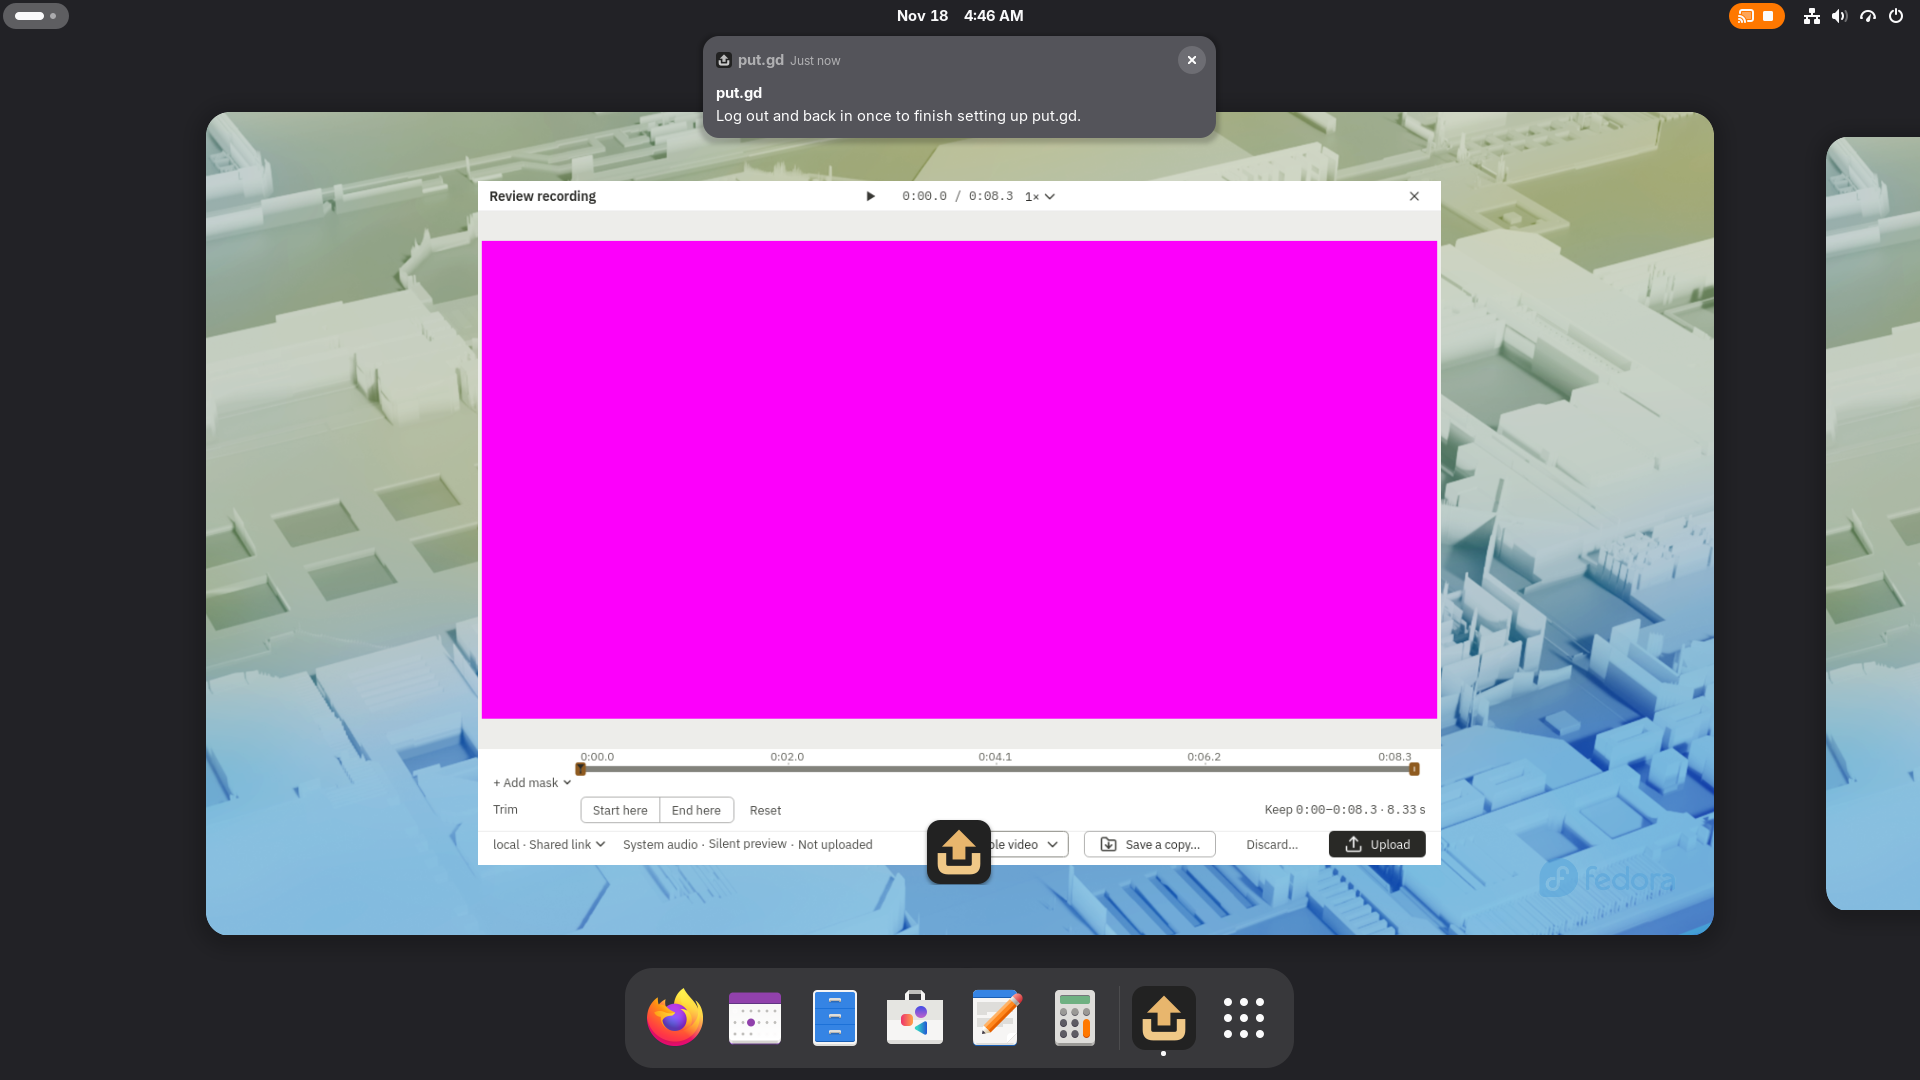 Nov 18 4:46 AM
put.gd Just now
put.gd
Log out and back in once to finish setting up put.gd.
Review recording
0:00.0 / 0:08.3 1×
0:00.0 0:02.0 0:04.1 0:06.2 0:08.3
+ Add mask
Trim Start here End here Reset Keep 0:00–0:08.3 · 8.33 s
local · Shared link System audio · Silent preview · Not uploaded video Save a copy... Discard... Upload
fedora